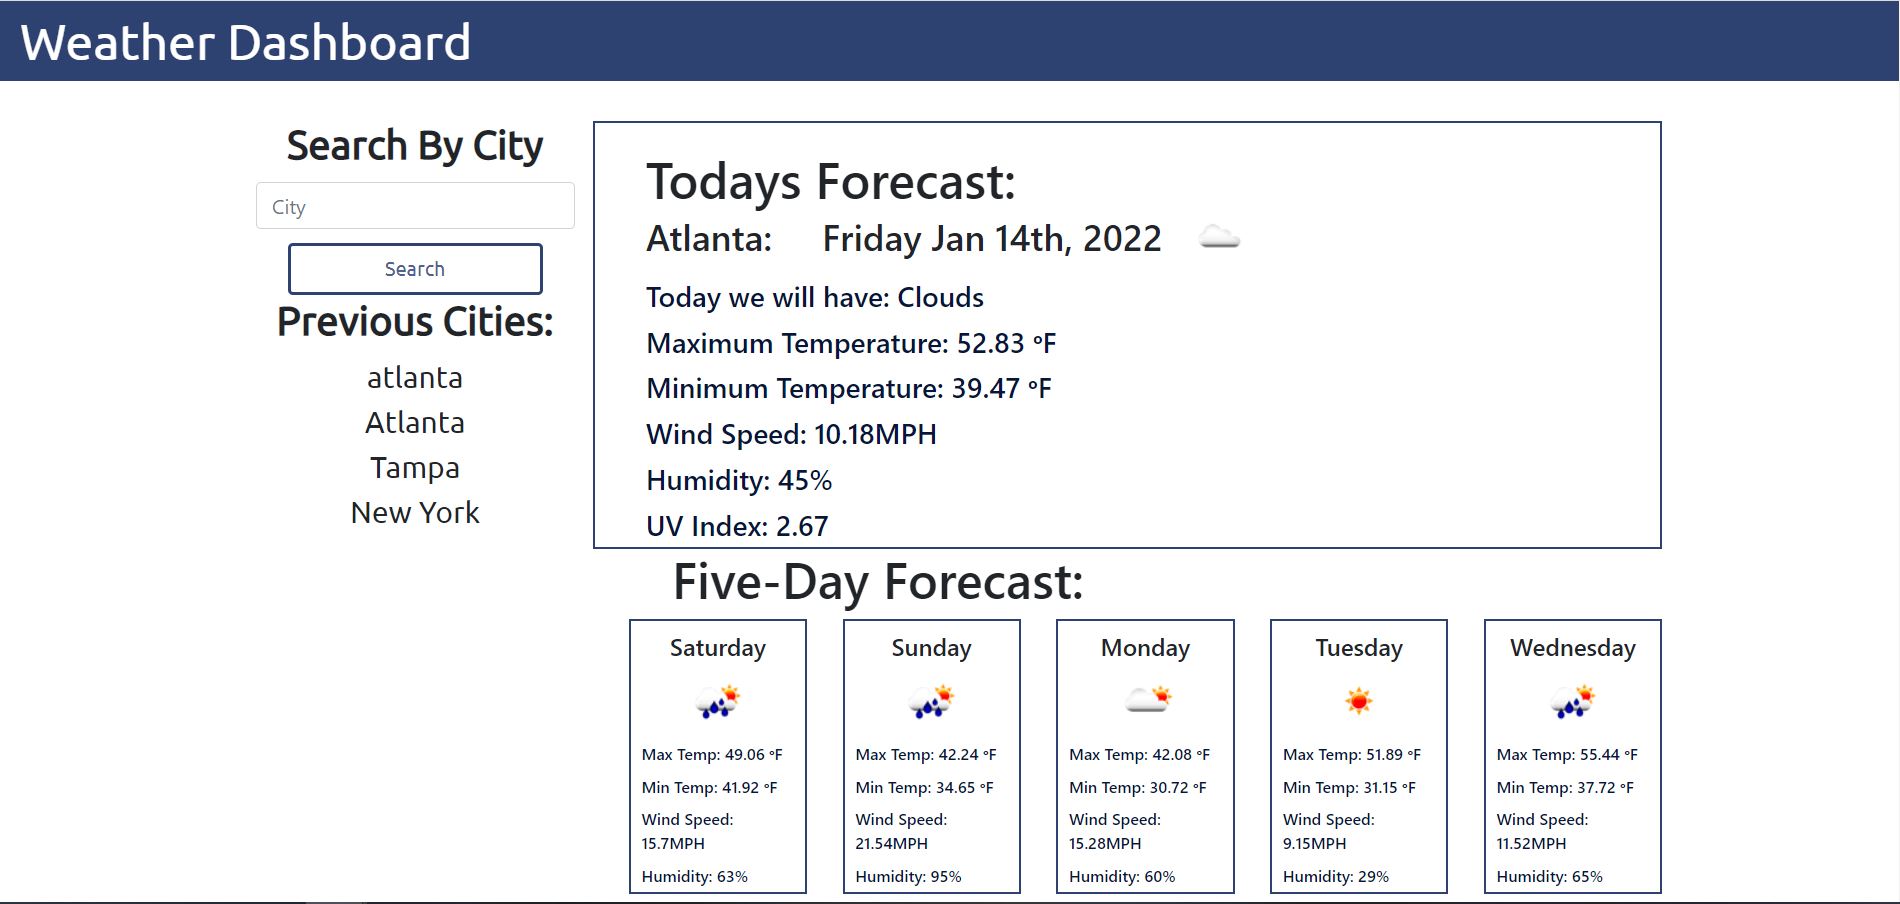 Weather Dashboard
Search By City
City
Search
Previous Cities:
atlanta
Atlanta
Tampa
New York
Todays Forecast:
Atlanta: Friday Jan 14th, 2022
Today we will have: Clouds
Maximum Temperature: 52.83 °F
Minimum Temperature: 39.47 °F
Wind Speed: 10.18MPH
Humidity: 45%
UV Index: 2.67
Five-Day Forecast:
Saturday
Max Temp: 49.06 °F
Min Temp: 41.92 °F
Wind Speed:
15.7MPH
Humidity: 63%
Sunday
Max Temp: 42.24 °F
Min Temp: 34.65 °F
Wind Speed:
21.54MPH
Humidity: 95%
Monday
Max Temp: 42.08 °F
Min Temp: 30.72 °F
Wind Speed:
15.28MPH
Humidity: 60%
Tuesday
Max Temp: 51.89 °F
Min Temp: 31.15 °F
Wind Speed:
9.15MPH
Humidity: 29%
Wednesday
Max Temp: 55.44 °F
Min Temp: 37.72 °F
Wind Speed:
11.52MPH
Humidity: 65%